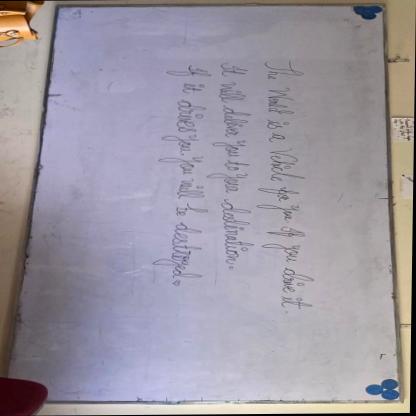 The World is a Vehicle for you. If you drive it.
It will deliver you to your destination.
If it drives you. You will be destroyed.